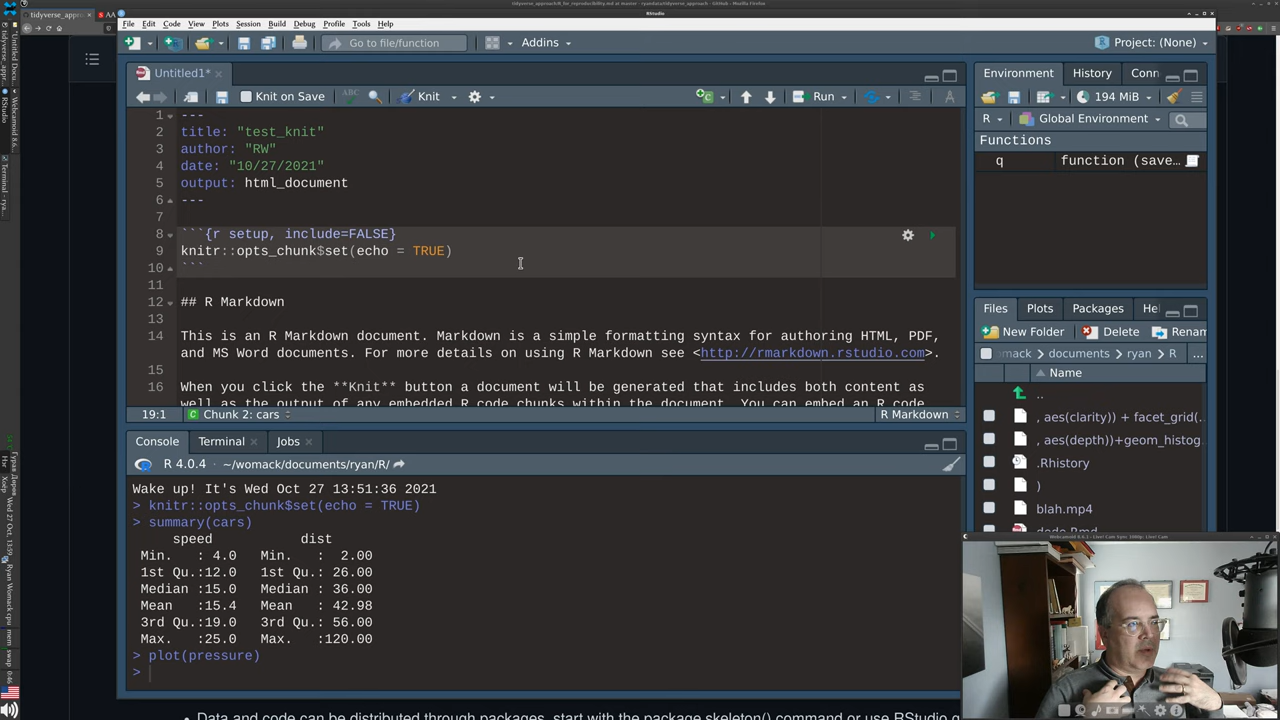 tidyverse_approach/R_for_reproducibility.md at master · ryandata/tidyverse_approach · GitHub - Mozilla Firefox
RStudio
File Edit Code View Plots Session Build Debug Profile Tools Help
Go to file/function
Addins
Project: (None)
Untitled1*
Knit on Save
ABC
Knit
Run
1 ---
2 title: "test_knit"
3 author: "RW"
4 date: "10/27/2021"
5 output: html_document
6 ---
7
8 ```{r setup, include=FALSE}
9 knitr::opts_chunk$set(echo = TRUE)
10 ```
11
12 ## R Markdown
13
14 This is an R Markdown document. Markdown is a simple formatting syntax for authoring HTML, PDF,
and MS Word documents. For more details on using R Markdown see <http://rmarkdown.rstudio.com>.
15
16 When you click the **Knit** button a document will be generated that includes both content as
well as the output of any embedded R code chunks within the document. You can embed an R code
19:1 Chunk 2: cars R Markdown
Console Terminal Jobs
R 4.0.4 · ~/womack/documents/ryan/R/
Wake up! It's Wed Oct 27 13:51:36 2021
> knitr::opts_chunk$set(echo = TRUE)
> summary(cars)
speed dist
Min. : 4.0 Min. : 2.00
1st Qu.:12.0 1st Qu.: 26.00
Median :15.0 Median : 36.00
Mean :15.4 Mean : 42.98
3rd Qu.:19.0 3rd Qu.: 56.00
Max. :25.0 Max. :120.00
> plot(pressure)
>
Environment History Conn
194 MiB
R Global Environment
Functions
q function (save…
Files Plots Packages He
New Folder Delete Renam
omack documents ryan R ...
Name
..
, aes(clarity)) + facet_grid(.
, aes(depth))+geom_histog
.Rhistory
)
blah.mp4
Data and code can be distributed through packages, start with the package skeleton() command or use RStudio